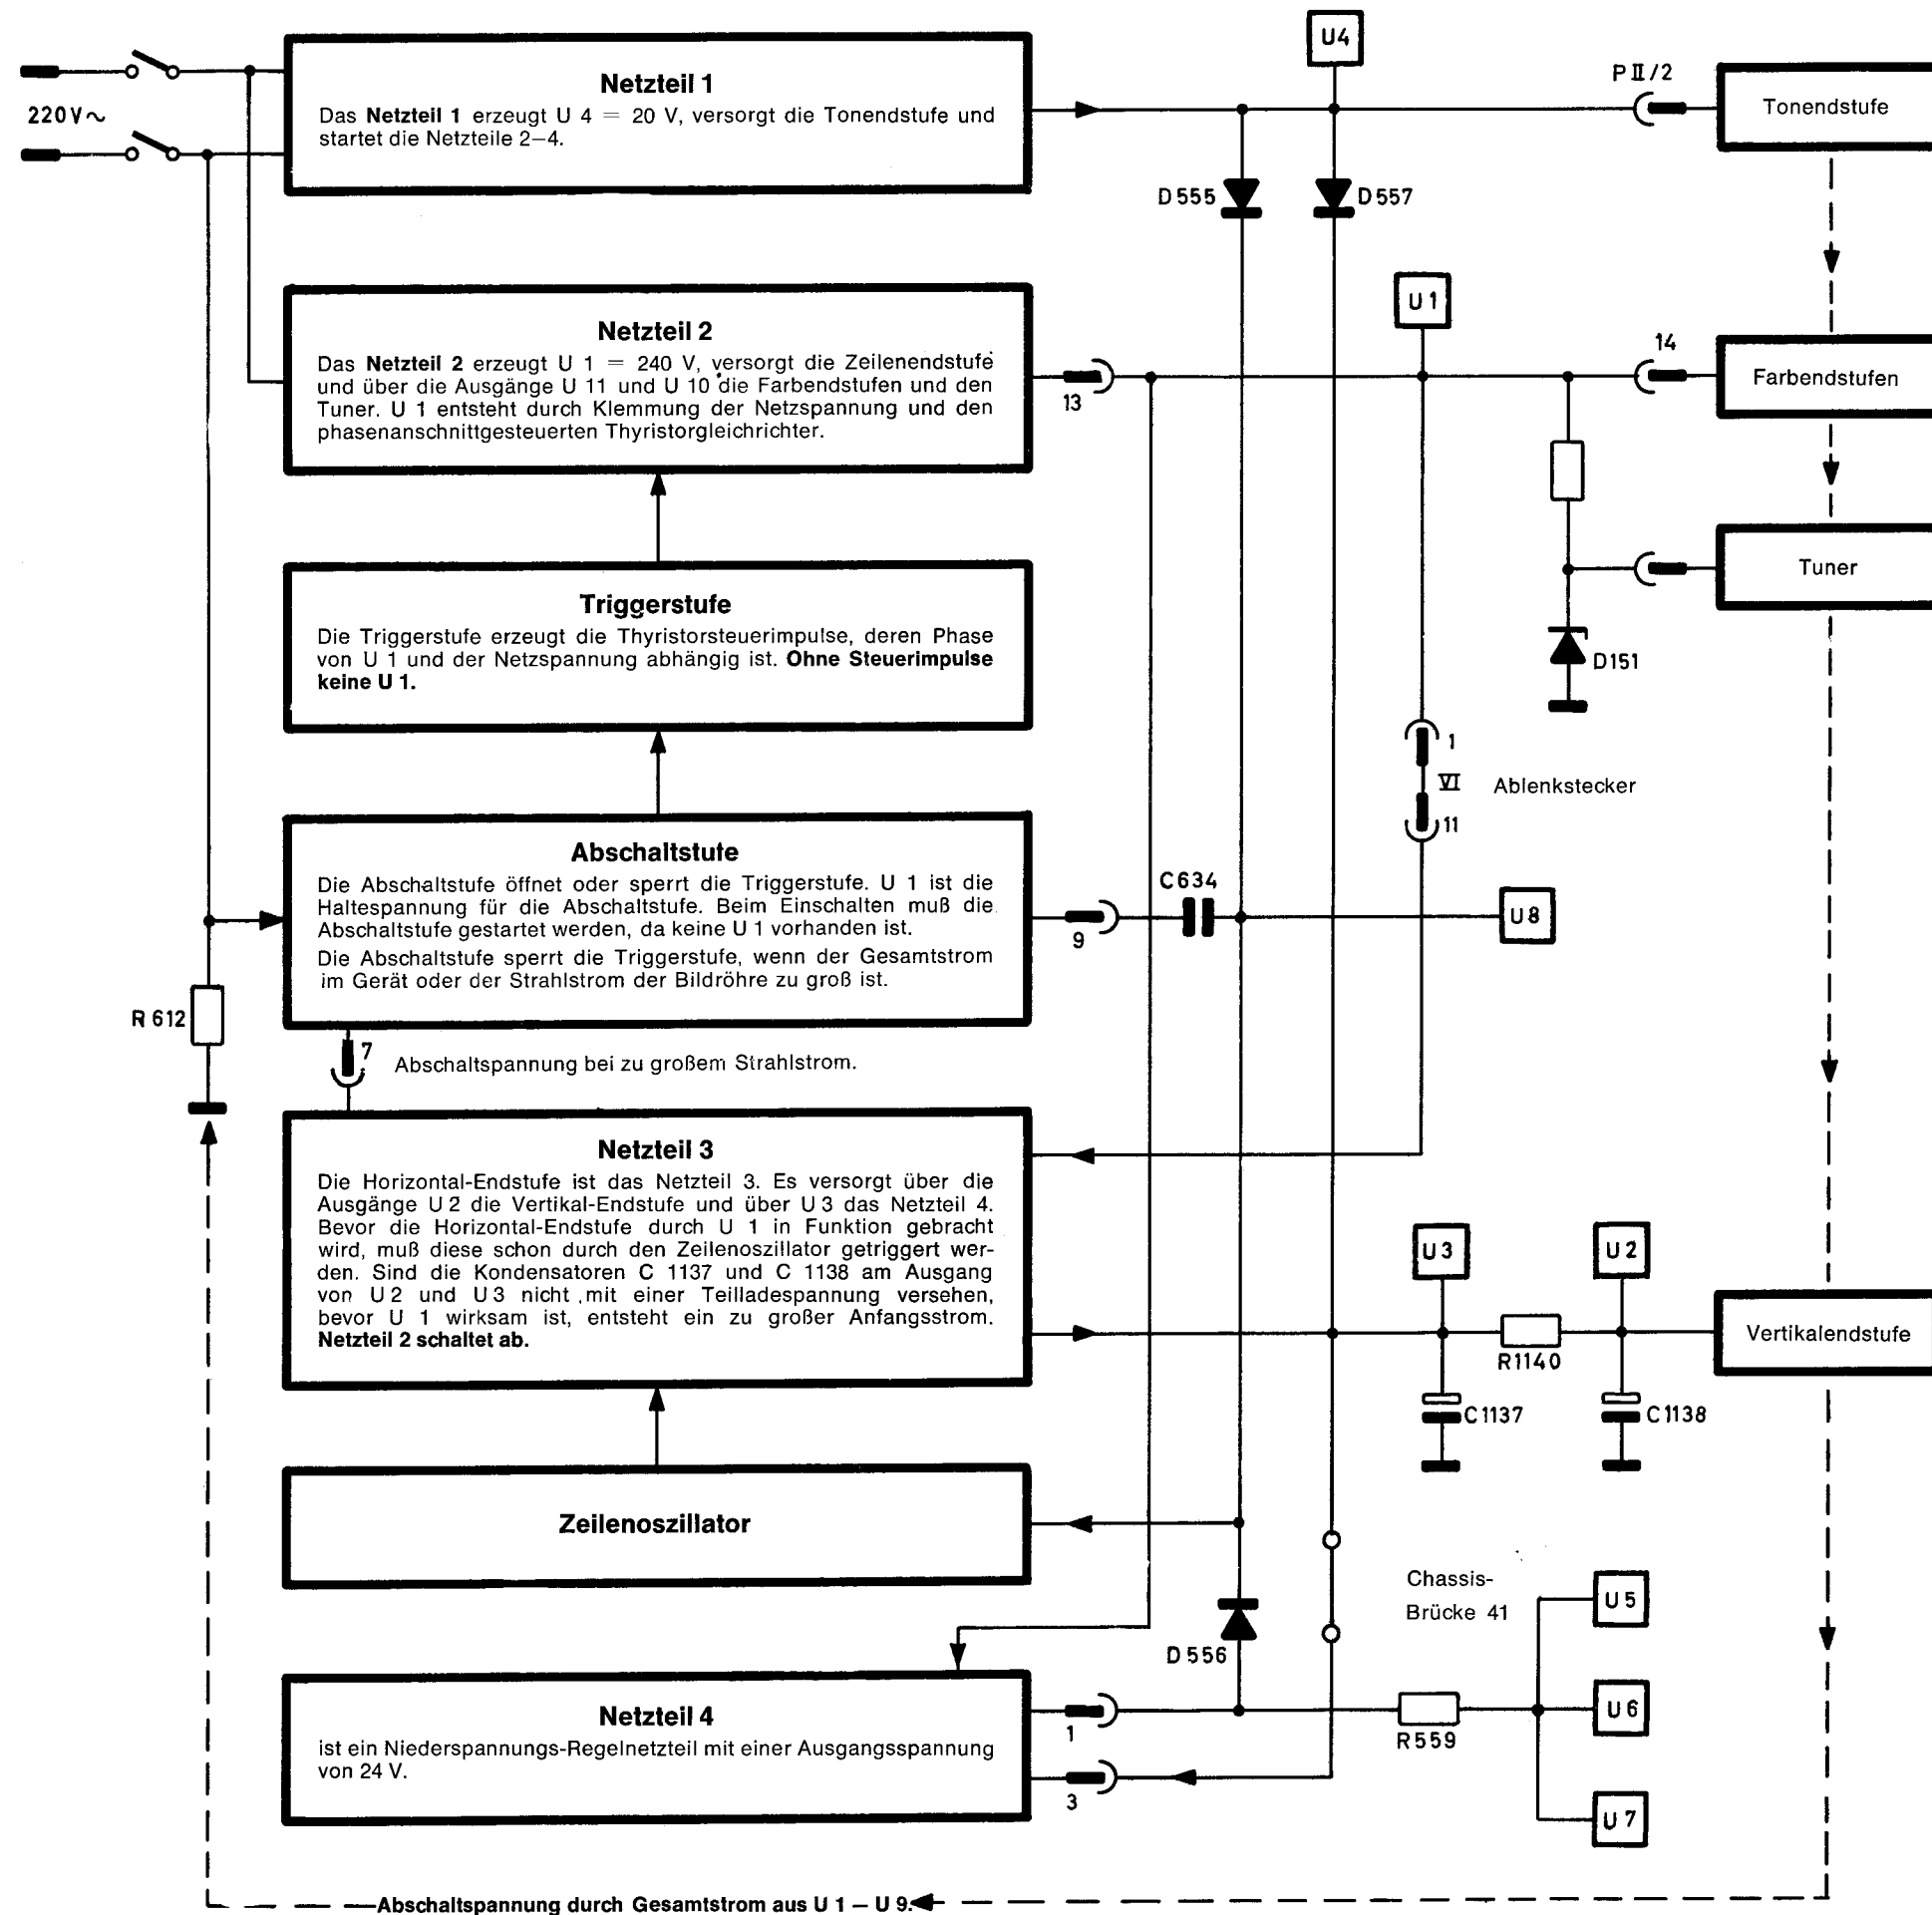 U4
P II/2
220V~
Netzteil 1
Das Netzteil 1 erzeugt U 4 = 20 V, versorgt die Tonendstufe und
startet die Netzteile 2–4.
Tonendstufe
D 555
D 557
U 1
Netzteil 2
Das Netzteil 2 erzeugt U 1 = 240 V, versorgt die Zeilenendstufe
und über die Ausgänge U 11 und U 10 die Farbendstufen und den
Tuner. U 1 entsteht durch Klemmung der Netzspannung und den
phasenanschnittgesteuerten Thyristorgleichrichter.
13
14
Farbendstufen
Triggerstufe
Die Triggerstufe erzeugt die Thyristorsteuerimpulse, deren Phase
von U 1 und der Netzspannung abhängig ist. Ohne Steuerimpulse
keine U 1.
Tuner
D151
1
VI
Ablenkstecker
11
Abschaltstufe
Die Abschaltstufe öffnet oder sperrt die Triggerstufe. U 1 ist die
Haltespannung für die Abschaltstufe. Beim Einschalten muß die
Abschaltstufe gestartet werden, da keine U 1 vorhanden ist.
Die Abschaltstufe sperrt die Triggerstufe, wenn der Gesamtstrom
im Gerät oder der Strahlstrom der Bildröhre zu groß ist.
C634
9
U8
R 612
7
Abschaltspannung bei zu großem Strahlstrom.
Netzteil 3
Die Horizontal-Endstufe ist das Netzteil 3. Es versorgt über die
Ausgänge U 2 die Vertikal-Endstufe und über U 3 das Netzteil 4.
Bevor die Horizontal-Endstufe durch U 1 in Funktion gebracht
wird, muß diese schon durch den Zeilenoszillator getriggert wer-
den. Sind die Kondensatoren C 1137 und C 1138 am Ausgang
von U 2 und U 3 nicht mit einer Teilladespannung versehen,
bevor U 1 wirksam ist, entsteht ein zu großer Anfangsstrom.
Netzteil 2 schaltet ab.
U3
U2
R1140
Vertikalendstufe
C1137
C1138
Zeilenoszillator
Chassis-
Brücke 41
U5
D 556
Netzteil 4
ist ein Niederspannungs-Regelnetzteil mit einer Ausgangsspannung
von 24 V.
1
3
R559
U 6
U 7
Abschaltspannung durch Gesamtstrom aus U 1 – U 9.